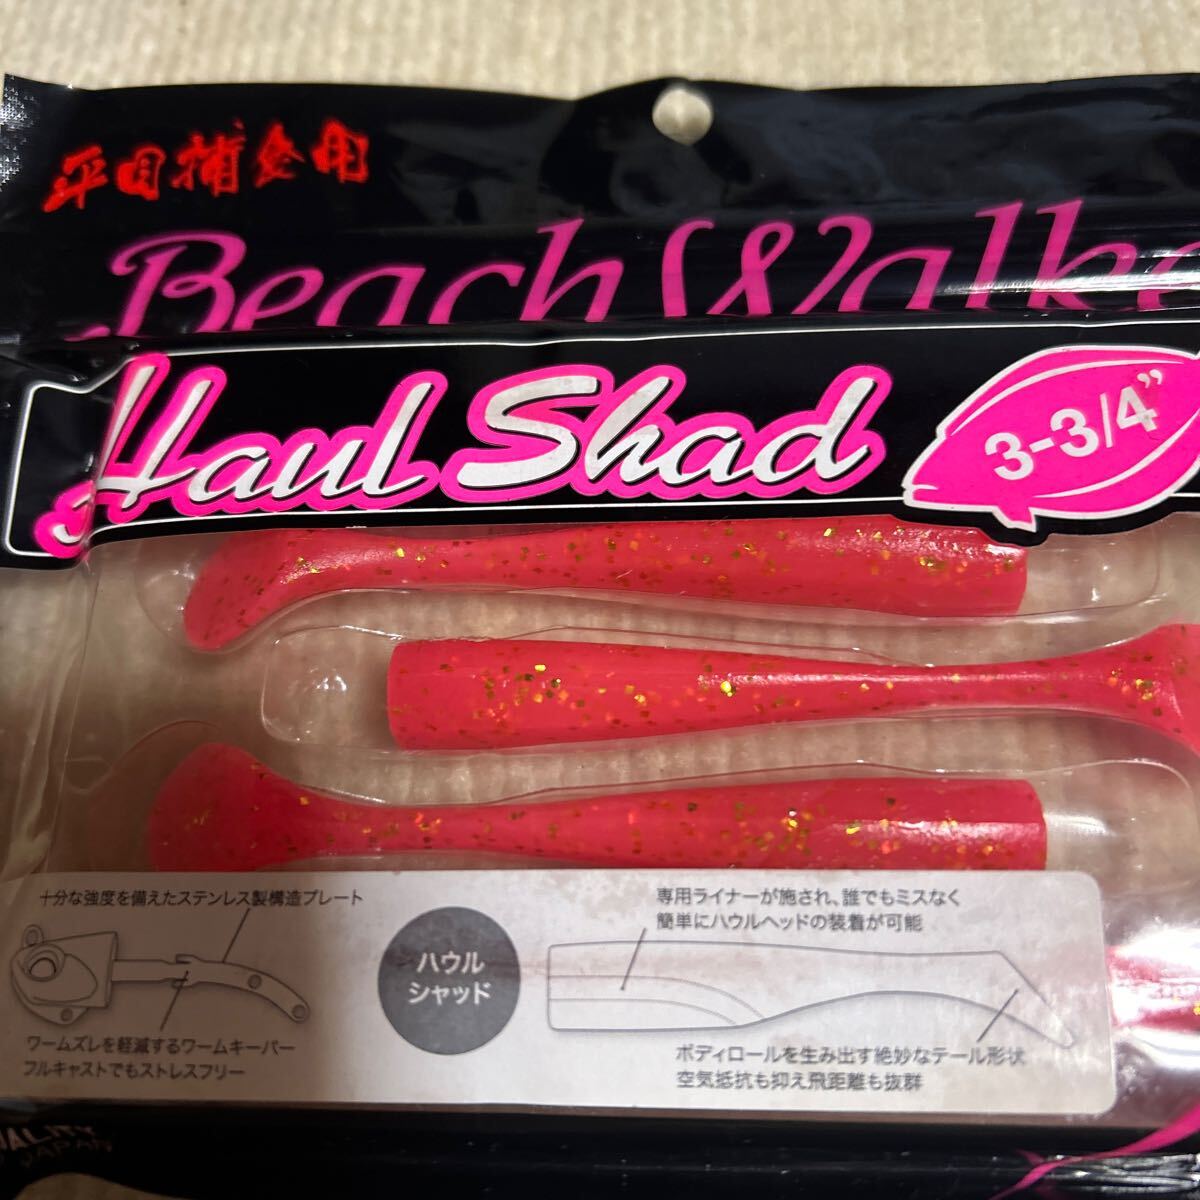 平目捕食用
Beach Walke
Haul Shad
3-3/4"
十分な強度を備えたステンレス製構造プレート
ワームズレを軽減するワームキーパー
フルキャストでもストレスフリー
ハウル
シャッド
専用ライナーが施され、誰でもミスなく
簡単にハウルヘッドの装着が可能
ボディロールを生み出す絶妙なテール形状
空気抵抗も抑え飛距離も抜群
JAPAN